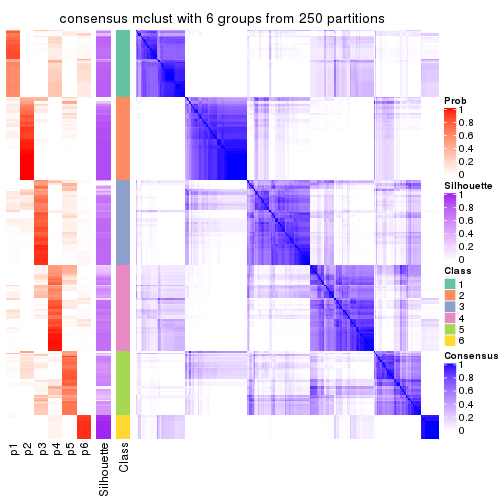 consensus mclust with 6 groups from 250 partitions
Prob
1
0.8
0.6
0.4
0.2
0
Silhouette
1
0.8
0.6
0.4
0.2
0
Class
1
2
3
4
5
6
Consensus
1
0.8
0.6
0.4
0.2
0
p1
p2
p3
p4
p5
p6
Silhouette
Class